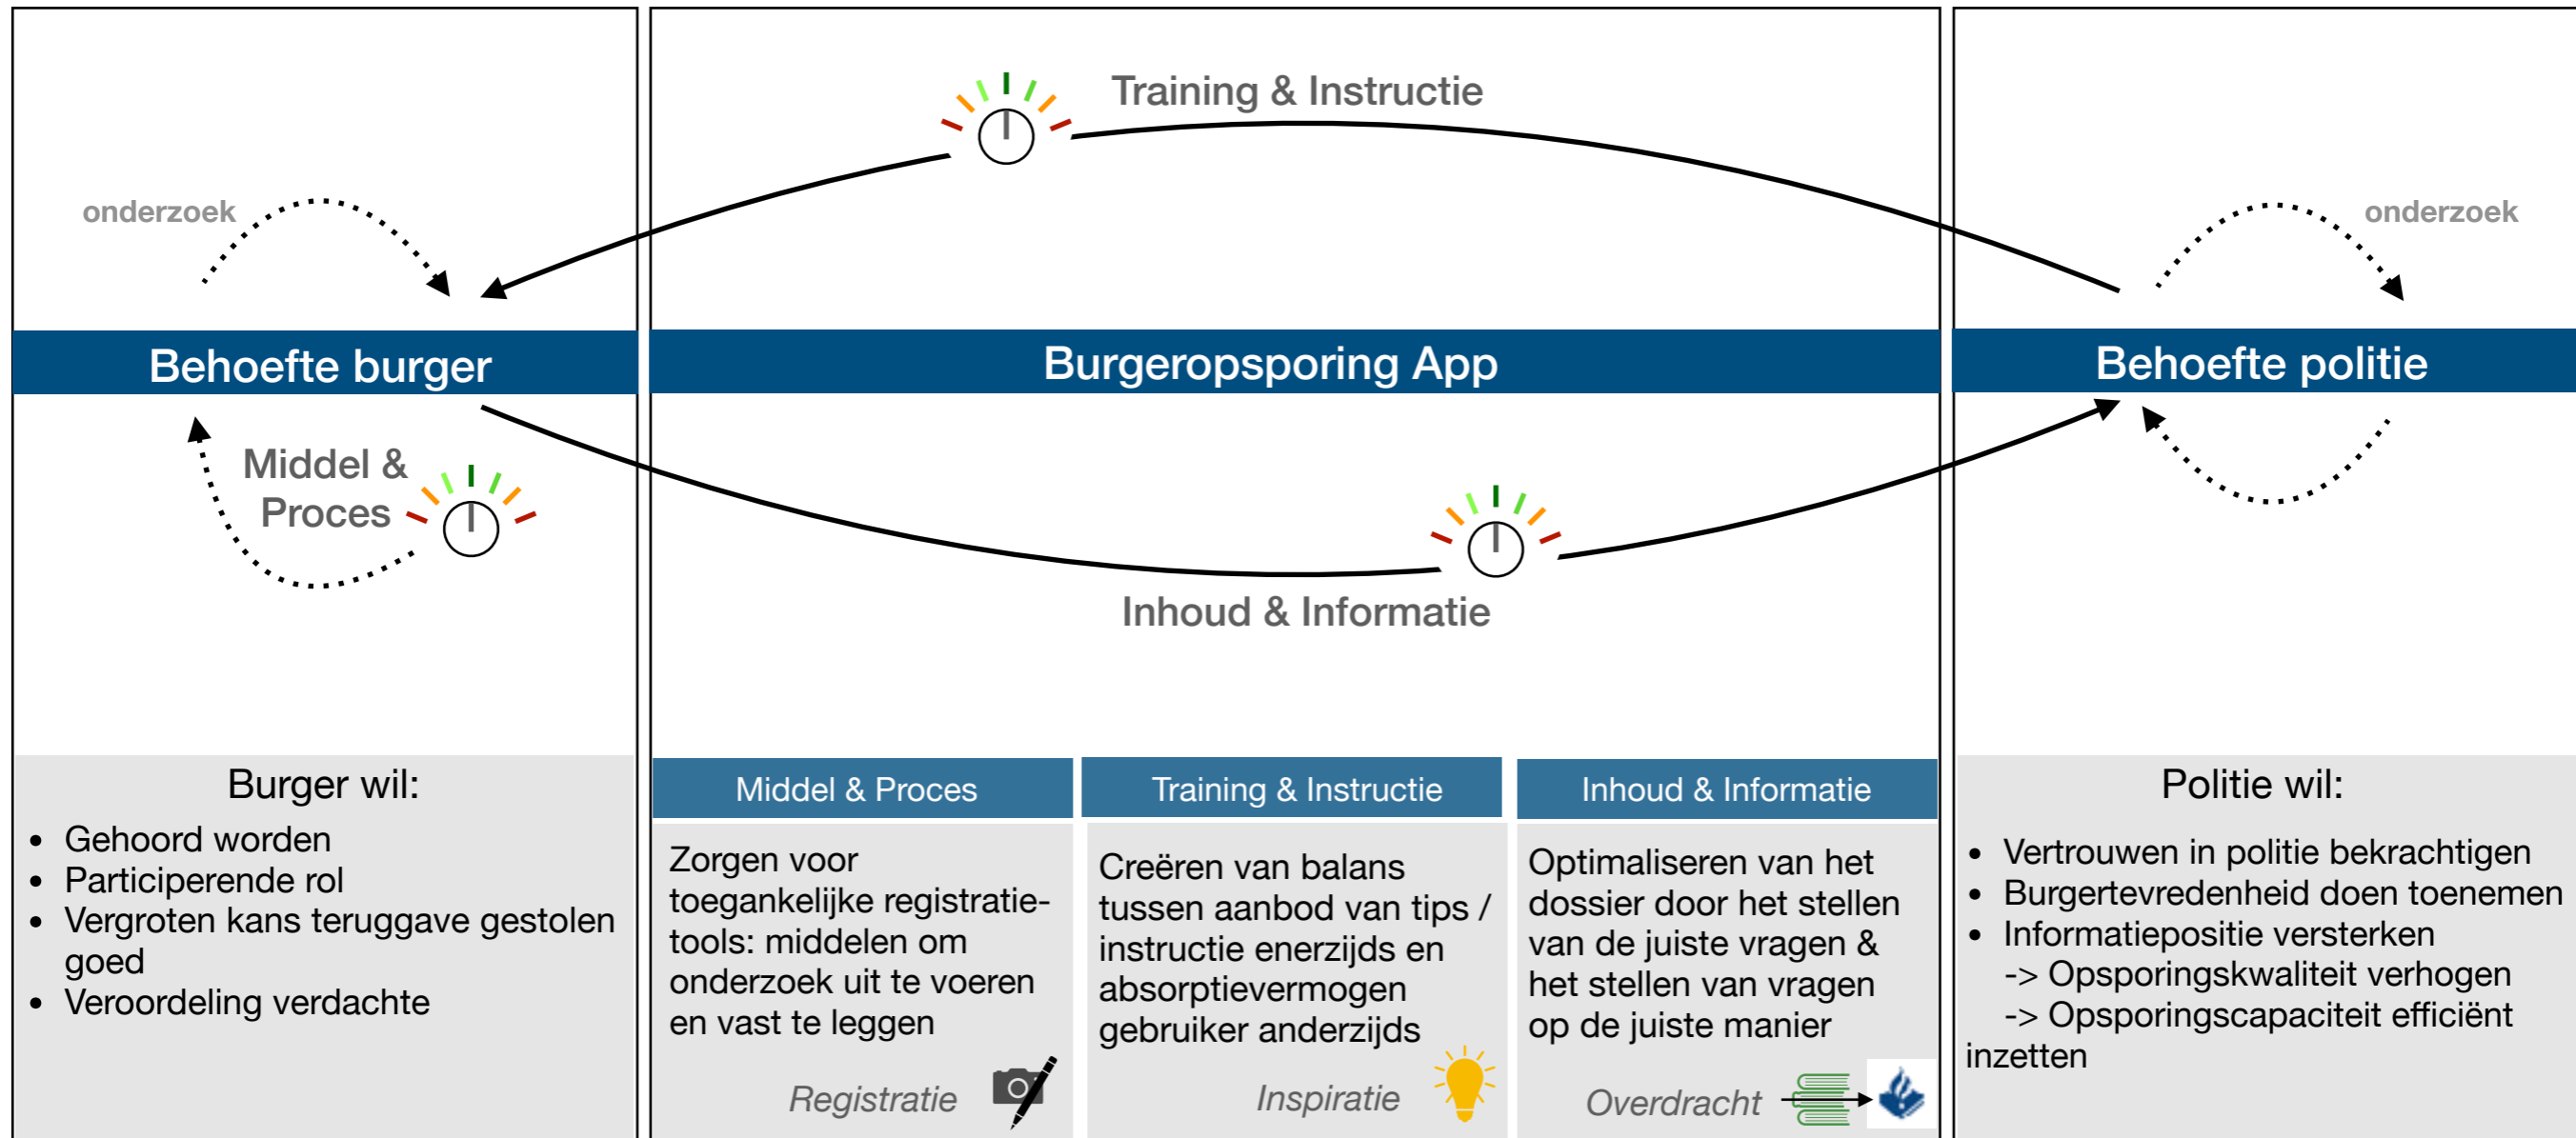 Training & Instructie
onderzoek
onderzoek
Behoefte burger
Burgeropsporing App
Behoefte politie
Middel &
Proces
Inhoud & Informatie
Burger wil:
• Gehoord worden
• Participerende rol
• Vergroten kans teruggave gestolen
goed
• Veroordeling verdachte
Middel & Proces
Zorgen voor
toegankelijke registratie-
tools: middelen om
onderzoek uit te voeren
en vast te leggen
Registratie
Training & Instructie
Creëren van balans
tussen aanbod van tips /
instructie enerzijds en
absorptievermogen
gebruiker anderzijds
Inspiratie
Inhoud & Informatie
Optimaliseren van het
dossier door het stellen
van de juiste vragen &
het stellen van vragen
op de juiste manier
Overdracht
Politie wil:
• Vertrouwen in politie bekrachtigen
• Burgertevredenheid doen toenemen
• Informatiepositie versterken
-> Opsporingskwaliteit verhogen
-> Opsporingscapaciteit efficiënt
inzetten